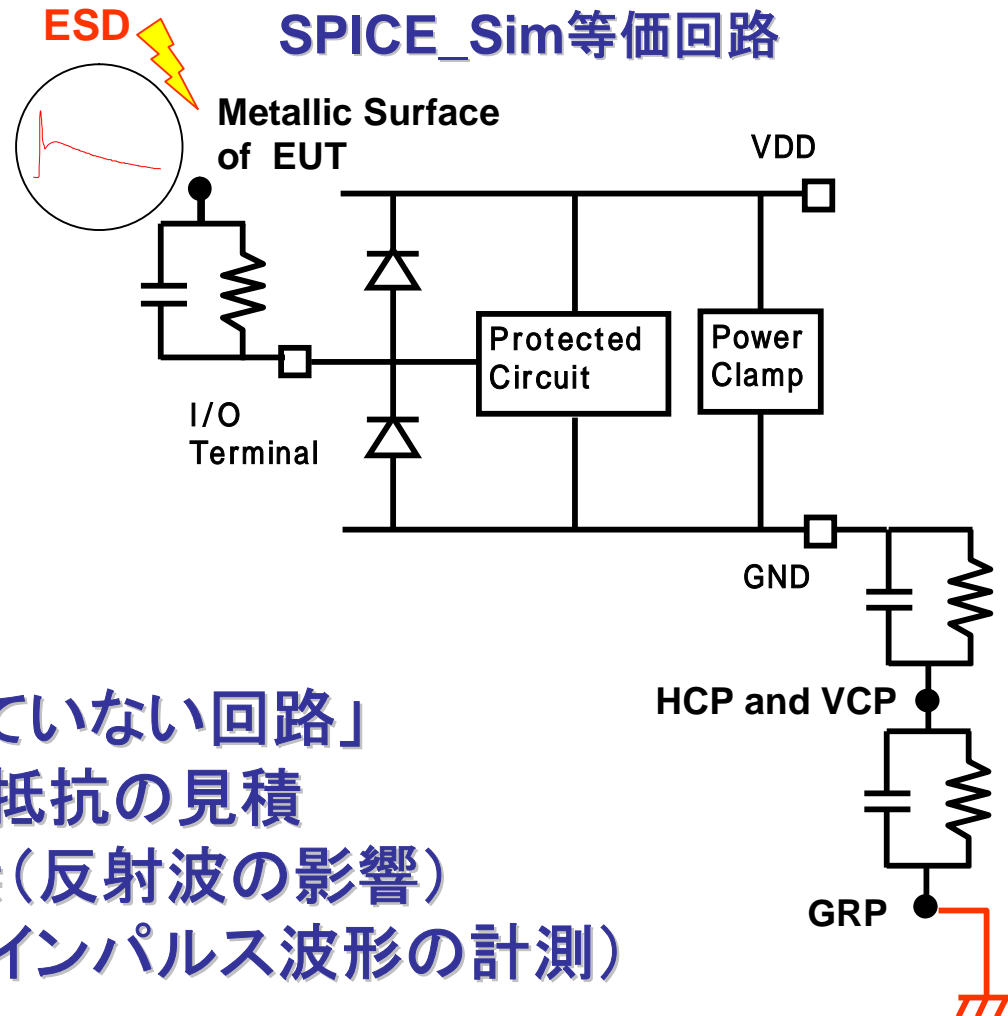 ESD
SPICE_Sim等価回路
Metallic Surface
of EUT
VDD
Protected
Circuit
Power
Clamp
I/O
Terminal
GND
HCP and VCP
GRP
ていない回路」
抵抗の見積
（反射波の影響）
インパルス波形の計測）